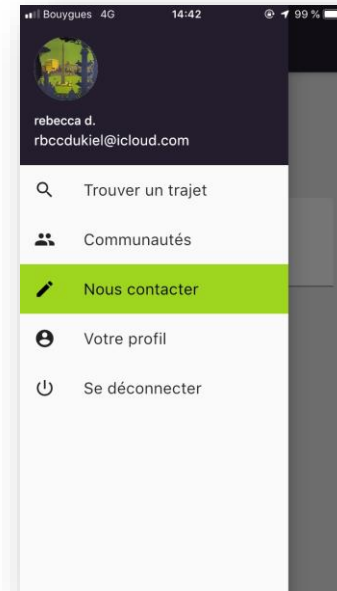 Bouygues 4G 14:42 99 %
rebecca d.
rbccdukiel@icloud.com
Trouver un trajet
Communautés
Nous contacter
Votre profil
Se déconnecter